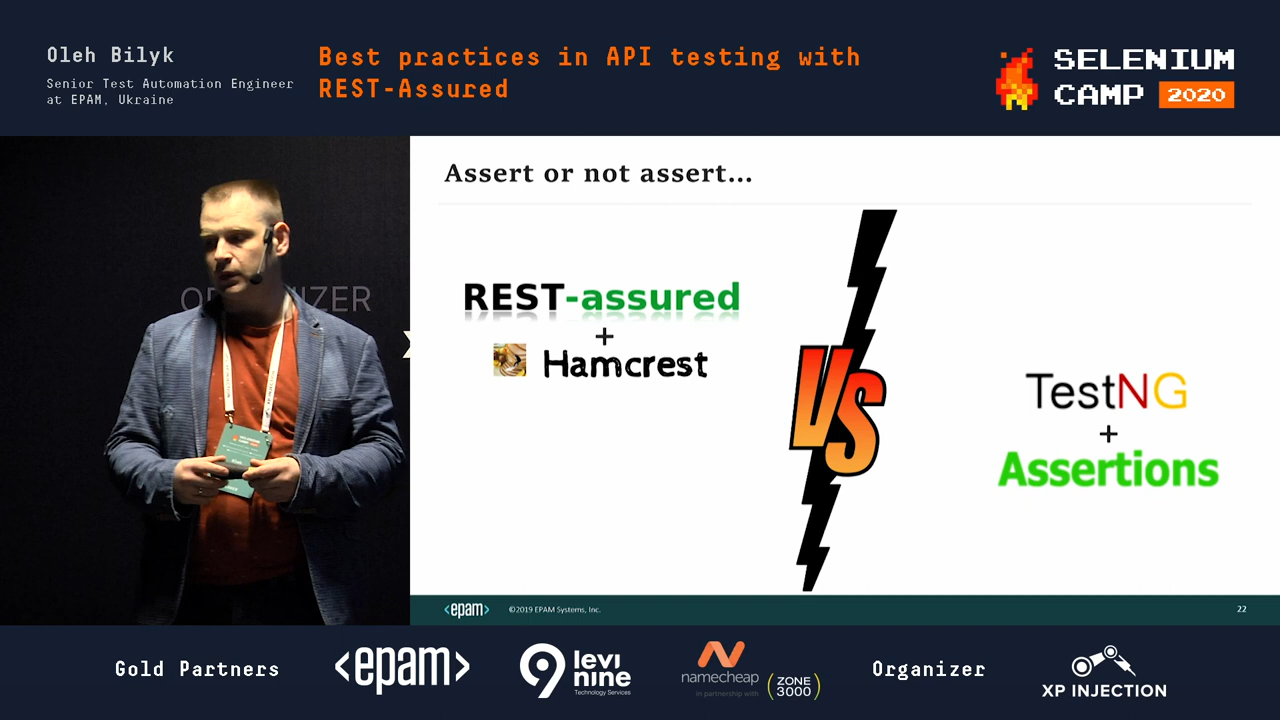 Oleh Bilyk
Senior Test Automation Engineer
at EPAM, Ukraine
Best practices in API testing with
REST-Assured
SELENIUM
CAMP 2020
Assert or not assert...
REST-assured
+
Hamcrest
VS
TestNG
+
Assertions
<epam>
©2019 EPAM Systems, Inc.
22
Gold Partners
<epam>
levi
nine
Technology Services
namecheap
in partnership with
ZONE
3000
Organizer
XP INJECTION